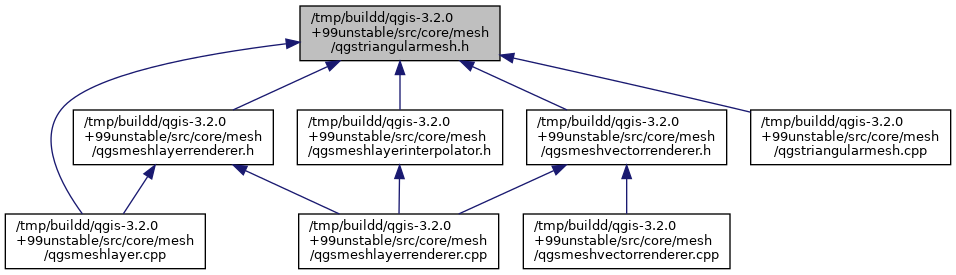 /tmp/buildd/qgis-3.2.0
+99unstable/src/core/mesh
/qgstriangularmesh.h
/tmp/buildd/qgis-3.2.0
+99unstable/src/core/mesh
/qgsmeshlayerrenderer.h
/tmp/buildd/qgis-3.2.0
+99unstable/src/core/mesh
/qgsmeshlayerinterpolator.h
/tmp/buildd/qgis-3.2.0
+99unstable/src/core/mesh
/qgsmeshvectorrenderer.h
/tmp/buildd/qgis-3.2.0
+99unstable/src/core/mesh
/qgstriangularmesh.cpp
/tmp/buildd/qgis-3.2.0
+99unstable/src/core/mesh
/qgsmeshlayer.cpp
/tmp/buildd/qgis-3.2.0
+99unstable/src/core/mesh
/qgsmeshlayerrenderer.cpp
/tmp/buildd/qgis-3.2.0
+99unstable/src/core/mesh
/qgsmeshvectorrenderer.cpp